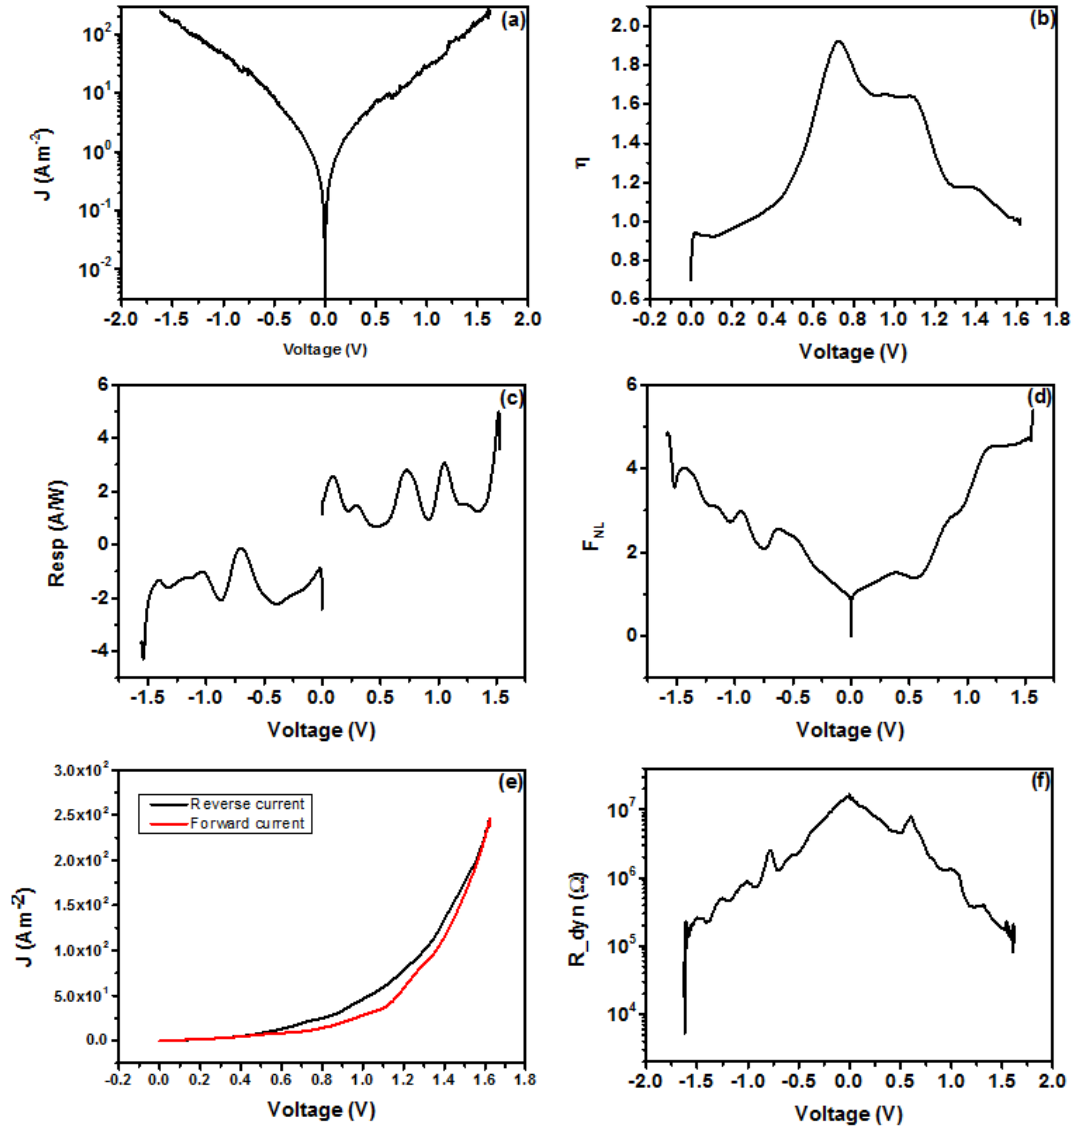 (a)
10²
10¹
10⁰
10⁻¹
10⁻²
J (Am⁻²)
-2.0 -1.5 -1.0 -0.5 0.0 0.5 1.0 1.5 2.0
Voltage (V)
(b)
2.0
1.8
1.6
1.4
1.2
1.0
0.8
0.6
η
-0.2 0.0 0.2 0.4 0.6 0.8 1.0 1.2 1.4 1.6 1.8
Voltage (V)
(c)
6
4
2
0
-2
-4
Resp (A/W)
-1.5 -1.0 -0.5 0.0 0.5 1.0 1.5
Voltage (V)
(d)
6
4
2
0
F_NL
-1.5 -1.0 -0.5 0.0 0.5 1.0 1.5
Voltage (V)
(e)
3.0x10²
2.5x10²
2.0x10²
1.5x10²
1.0x10²
5.0x10¹
0.0
J (Am⁻²)
Reverse current
Forward current
-0.2 0.0 0.2 0.4 0.6 0.8 1.0 1.2 1.4 1.6 1.8
Voltage (V)
(f)
10⁷
10⁶
10⁵
10⁴
R_dyn (Ω)
-2.0 -1.5 -1.0 -0.5 0.0 0.5 1.0 1.5 2.0
Voltage (V)